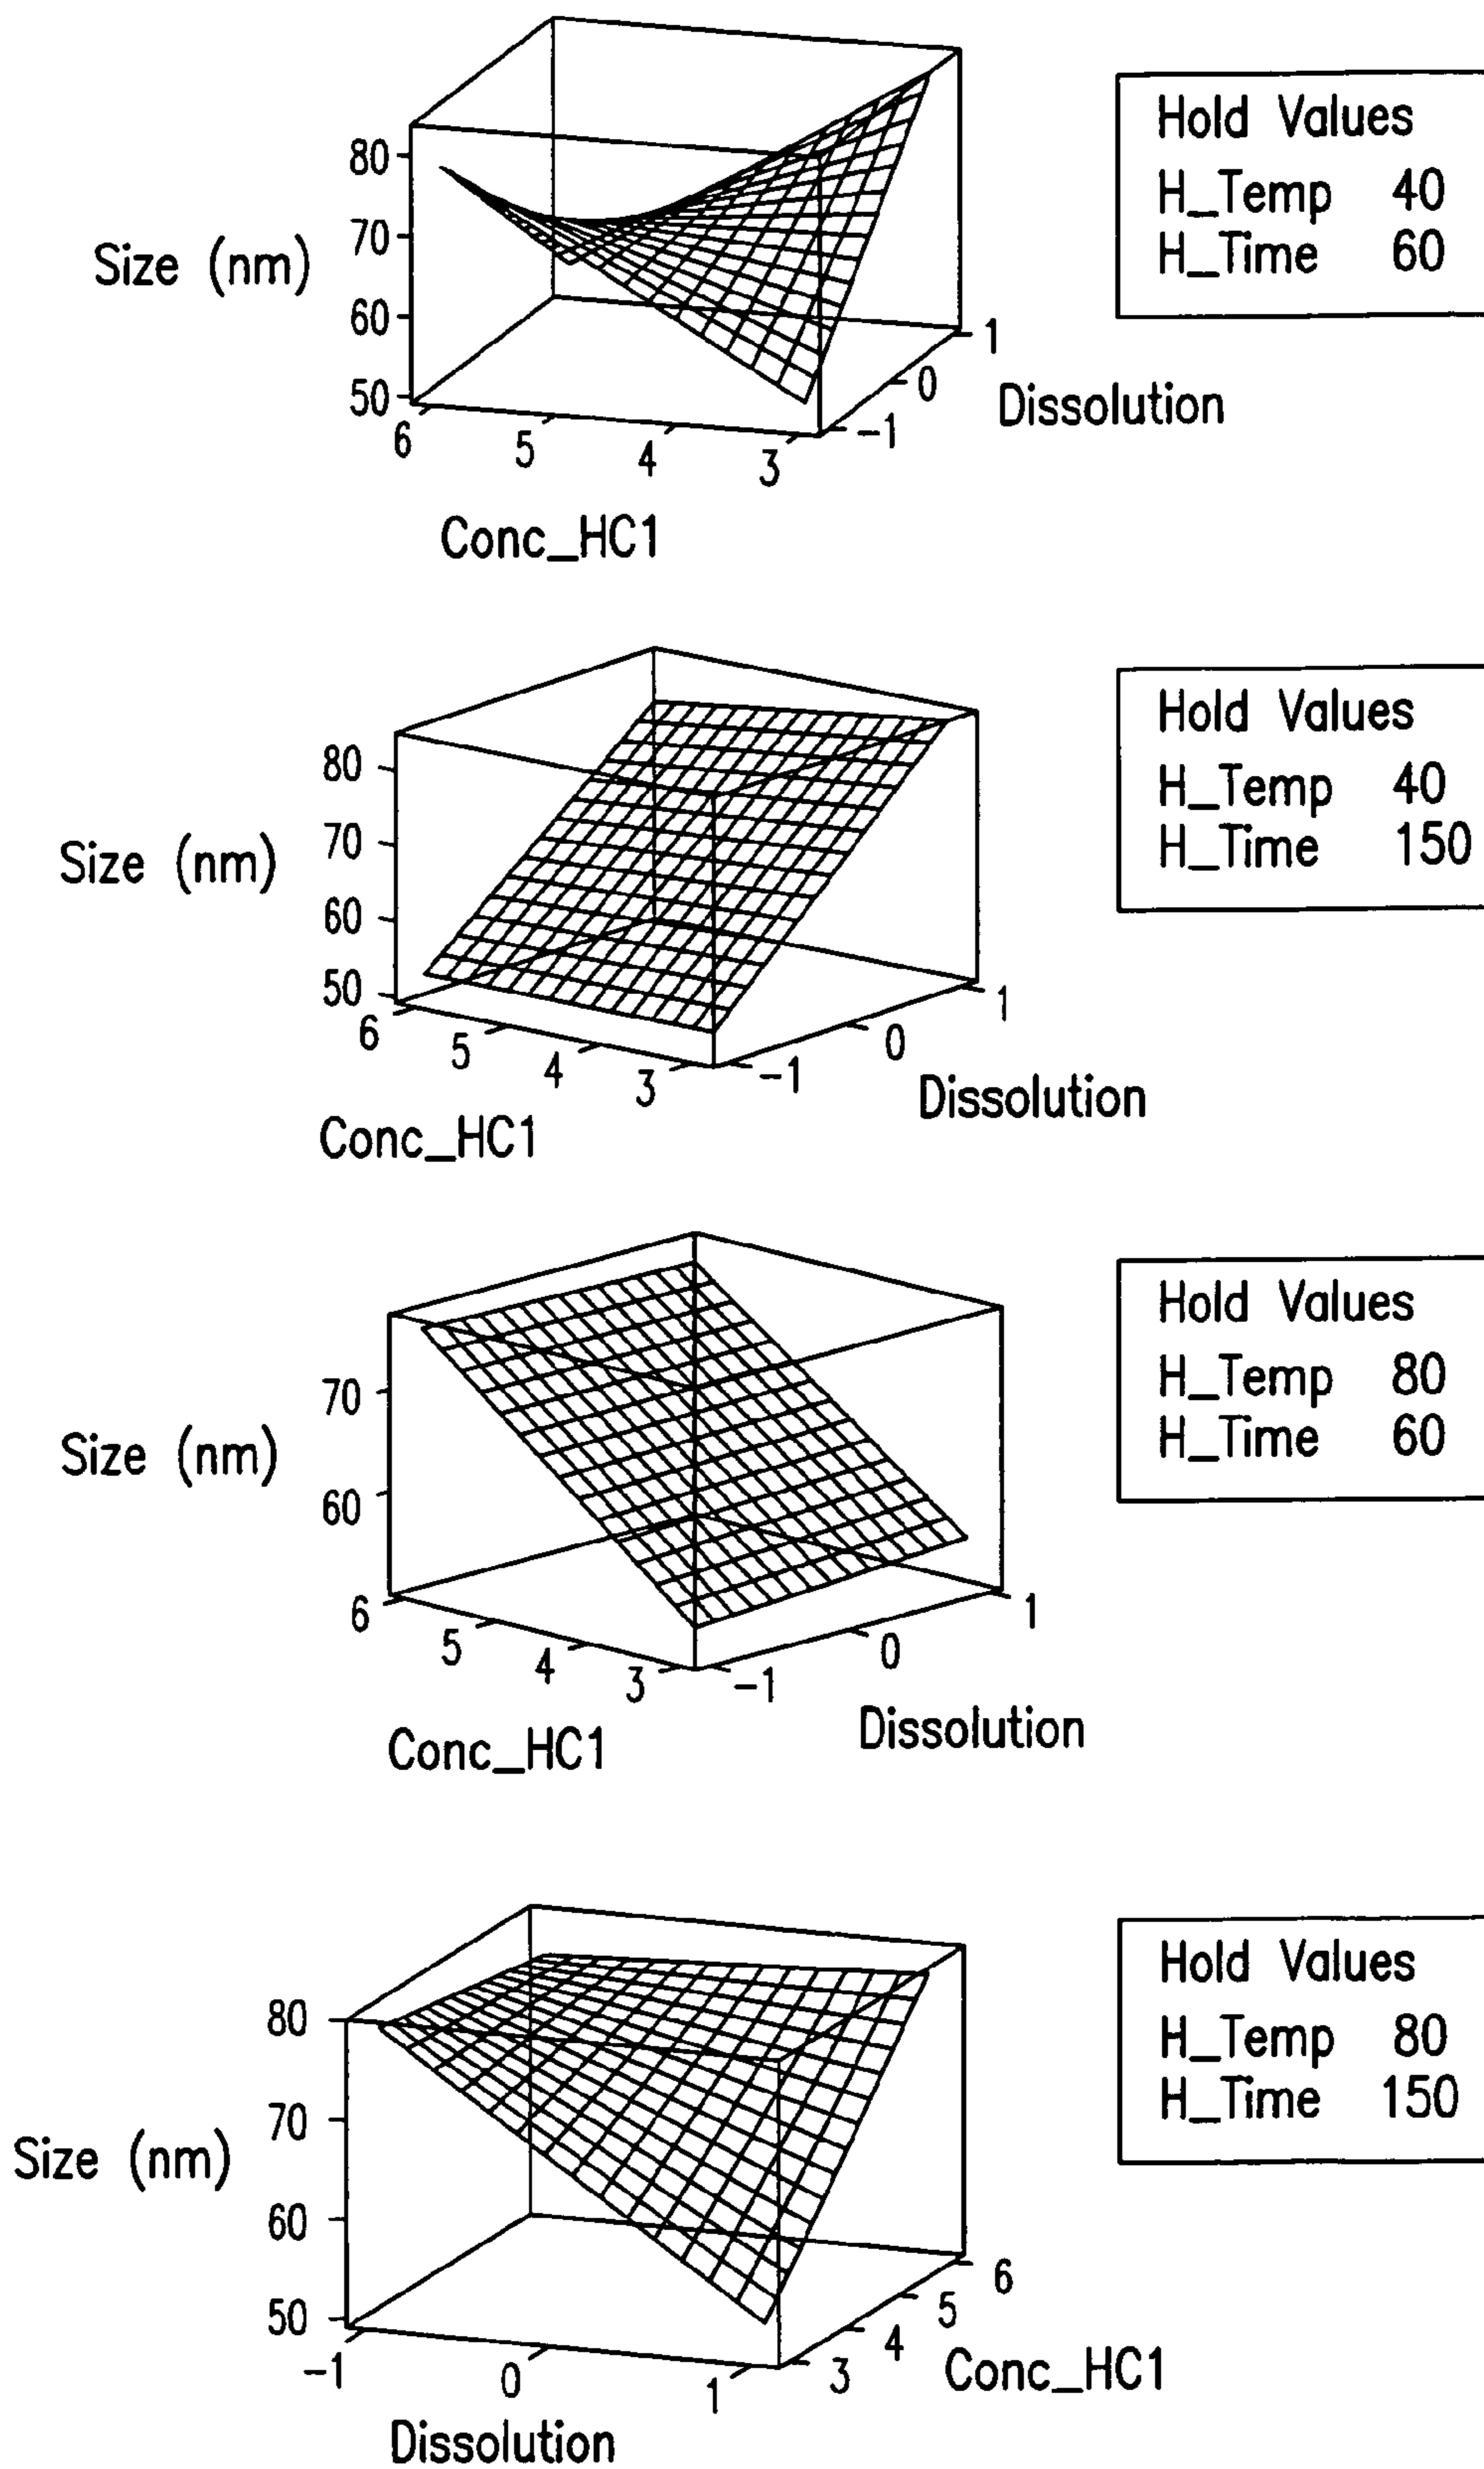 Hold Values
H_Temp 40
H_Time 60
80
70
60
50
Size (nm)
6
5
4
3
Conc_HC1
-1
0
1
Dissolution
Hold Values
H_Temp 40
H_Time 150
80
70
60
50
Size (nm)
6
5
4
3
Conc_HC1
-1
0
1
Dissolution
Hold Values
H_Temp 80
H_Time 60
70
60
Size (nm)
6
5
4
3
Conc_HC1
-1
0
1
Dissolution
Hold Values
H_Temp 80
H_Time 150
80
70
60
50
Size (nm)
-1
0
1
Dissolution
3
4
5
6
Conc_HC1